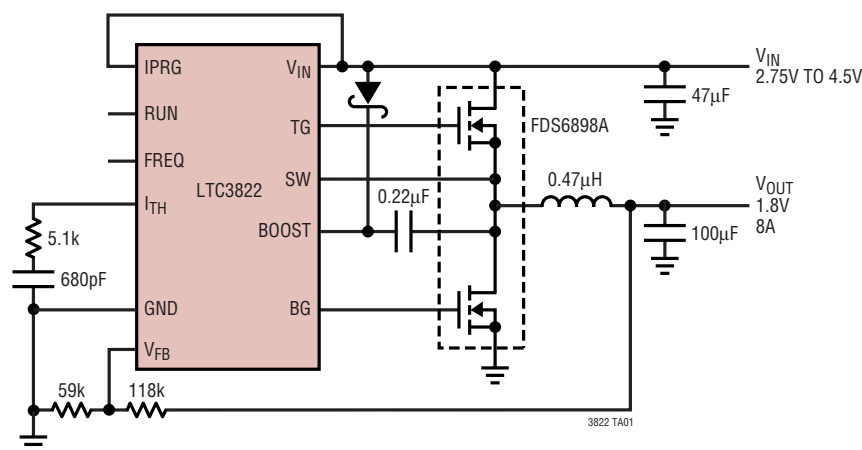 IPRG
RUN
FREQ
ITH
GND
VFB
LTC3822
VIN
TG
SW
BOOST
BG
5.1k
680pF
59k
118k
0.22µF
FDS6898A
0.47µH
47µF
VIN
2.75V TO 4.5V
VOUT
1.8V
8A
100µF
3822 TA01